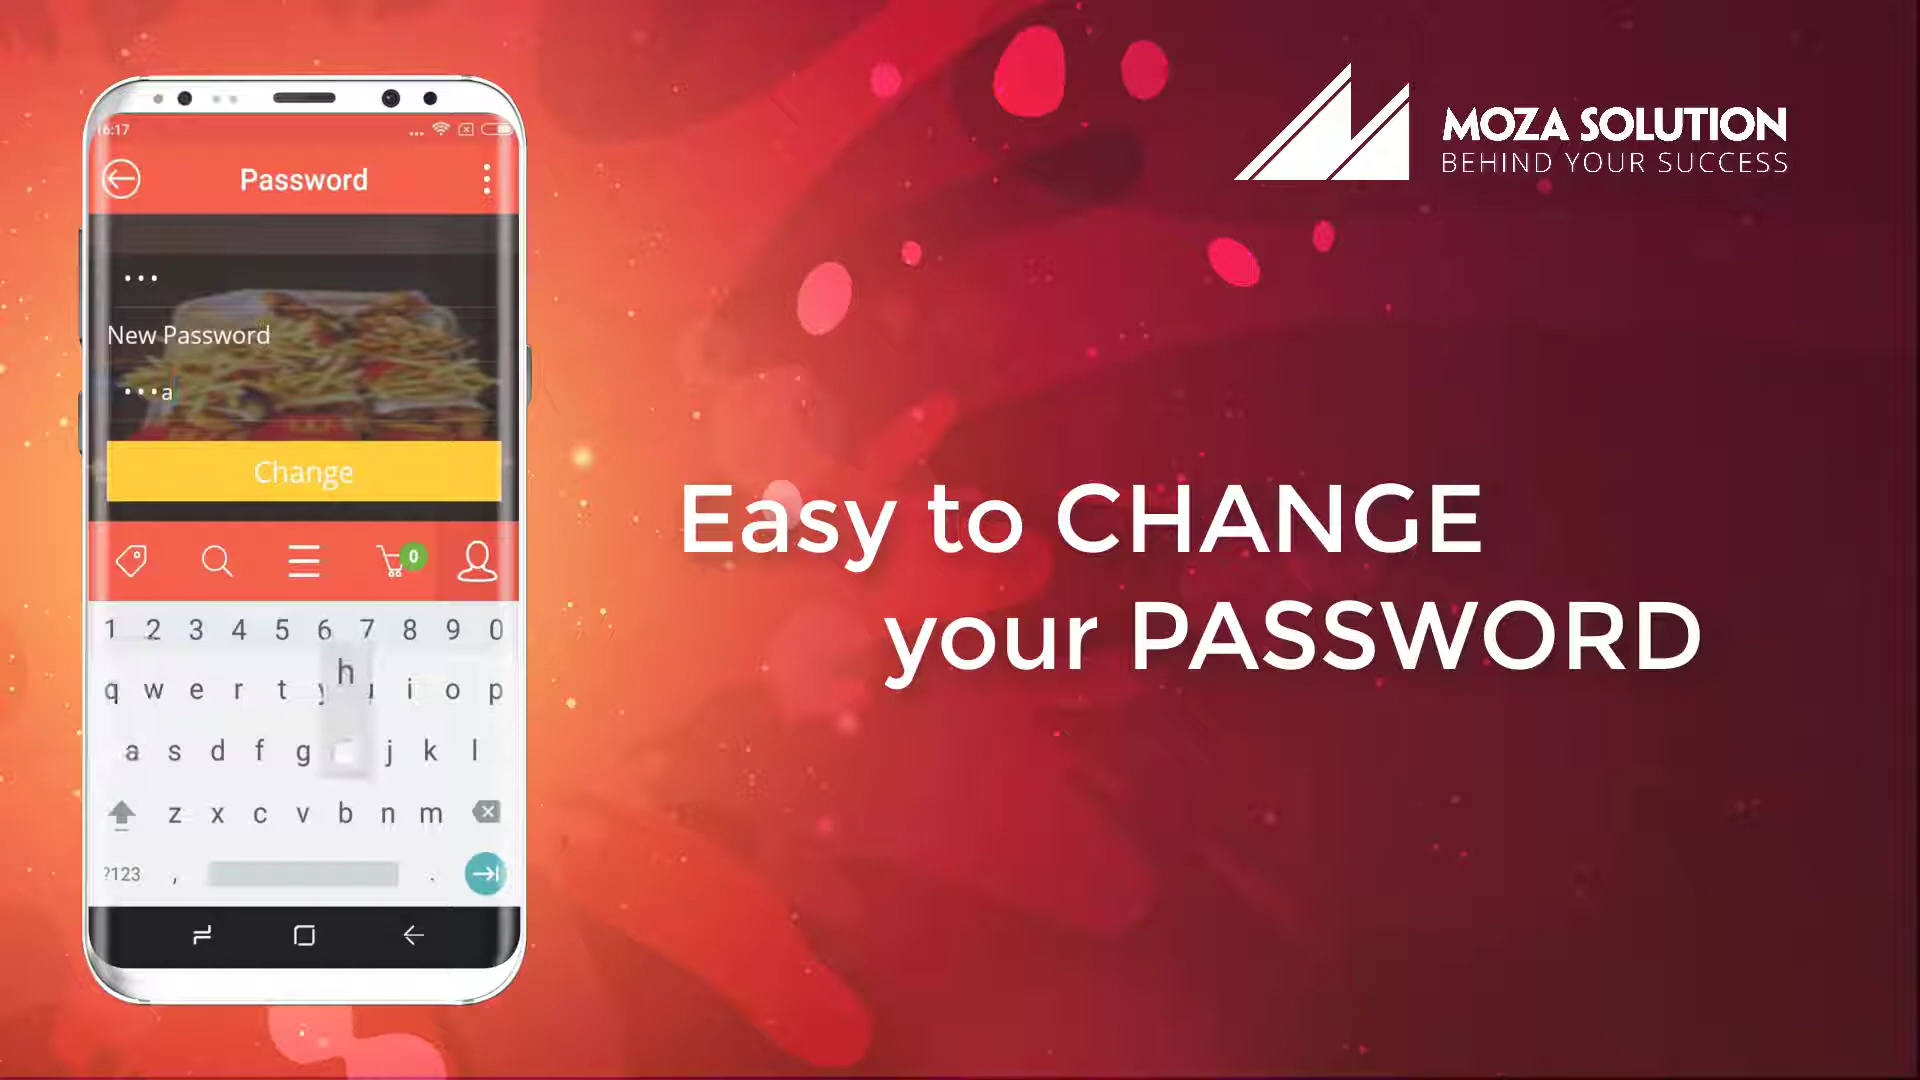 16:17
Password
•••
New Password
•••a
Change
0
1 2 3 4 5 6 7 8 9 0
h
q w e r t y u i o p
a s d f g j k l
z x c v b n m
?123 , .
MOZA SOLUTION
BEHIND YOUR SUCCESS
Easy to CHANGE
your PASSWORD